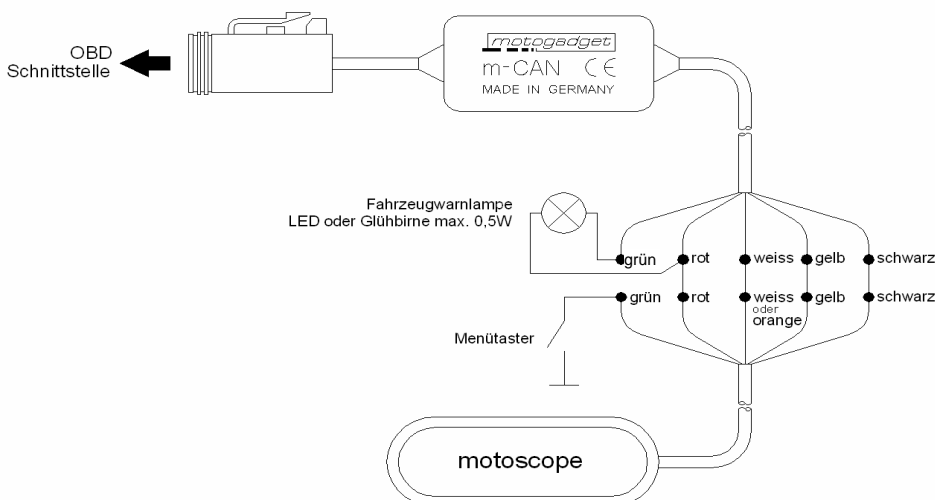 OBD
Schnittstelle
motogadget
m-CAN CE
MADE IN GERMANY
Fahrzeugwarnlampe
LED oder Glühbirne max. 0,5W
grün rot weiss gelb schwarz
grün rot weiss gelb schwarz
oder
orange
Menütaster
motoscope